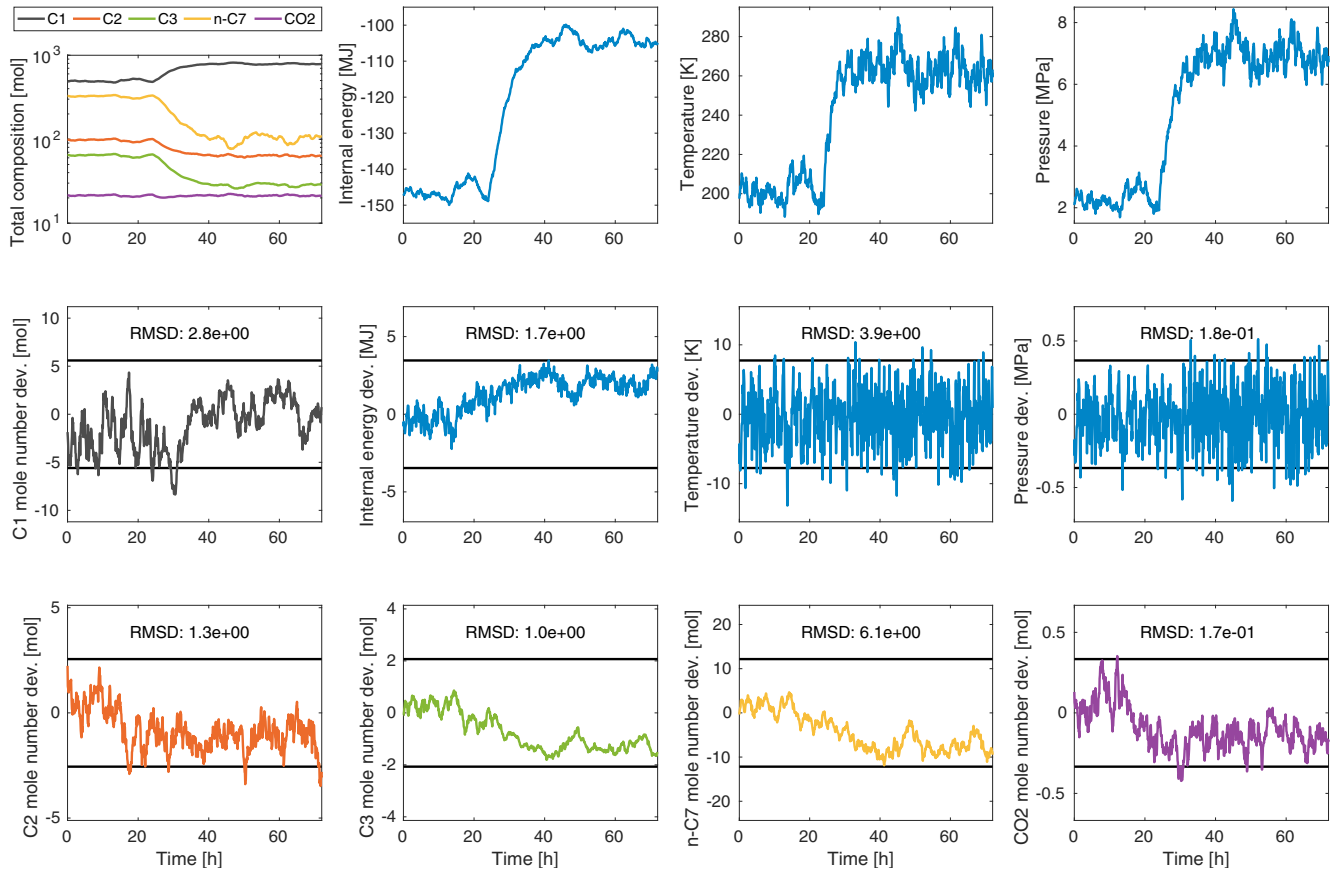 C1 C2 C3 n-C7 CO2
Total composition [mol]
10^3
10^2
10^1
0 20 40 60
Internal energy [MJ]
-100
-110
-120
-130
-140
-150
0 20 40 60
Temperature [K]
280
260
240
220
200
0 20 40 60
Pressure [MPa]
8
6
4
2
0 20 40 60
C1 mole number dev. [mol]
RMSD: 2.8e+00
10
5
0
-5
-10
0 20 40 60
Internal energy dev. [MJ]
RMSD: 1.7e+00
5
0
-5
0 20 40 60
Temperature dev. [K]
RMSD: 3.9e+00
10
0
-10
0 20 40 60
Pressure dev. [MPa]
RMSD: 1.8e-01
0.5
0
-0.5
0 20 40 60
C2 mole number dev. [mol]
RMSD: 1.3e+00
5
0
-5
0 20 40 60
Time [h]
C3 mole number dev. [mol]
RMSD: 1.0e+00
4
2
0
-2
-4
0 20 40 60
Time [h]
n-C7 mole number dev. [mol]
RMSD: 6.1e+00
20
10
0
-10
-20
0 20 40 60
Time [h]
CO2 mole number dev. [mol]
RMSD: 1.7e-01
0.5
0
-0.5
0 20 40 60
Time [h]